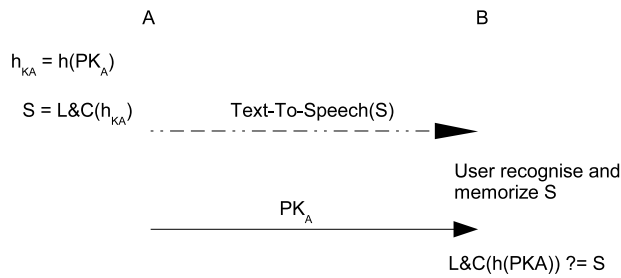 A B
h_KA = h(PK_A)
S = L&C(h_KA) Text-To-Speech(S)
User recognise and
memorize S
PK_A
L&C(h(PKA)) ?= S